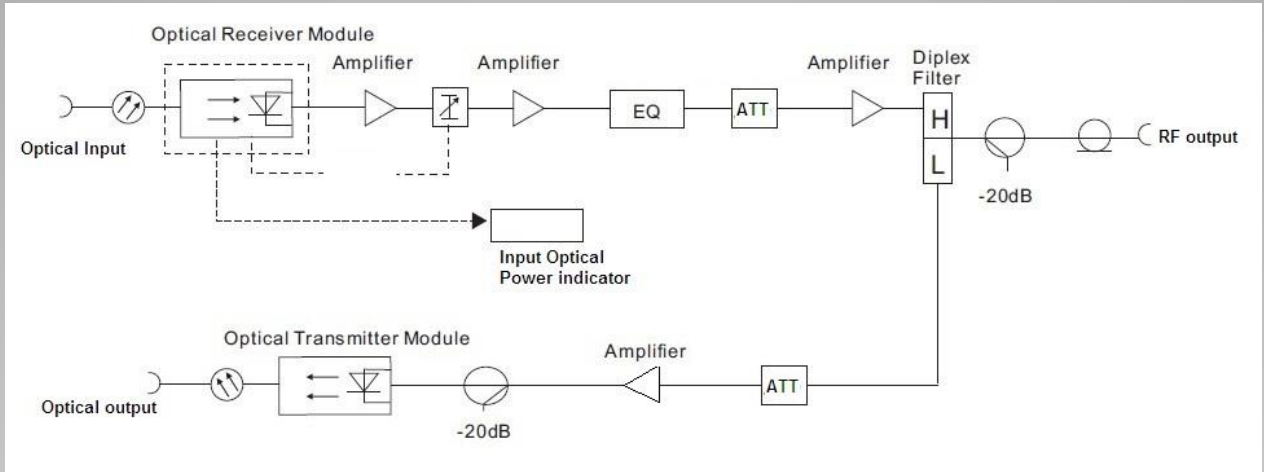 Optical Receiver Module
Amplifier
Amplifier
Amplifier
Diplex
Filter
Optical Input
EQ
ATT
H
L
RF output
-20dB
Input Optical
Power indicator
Optical Transmitter Module
Amplifier
ATT
Optical output
-20dB